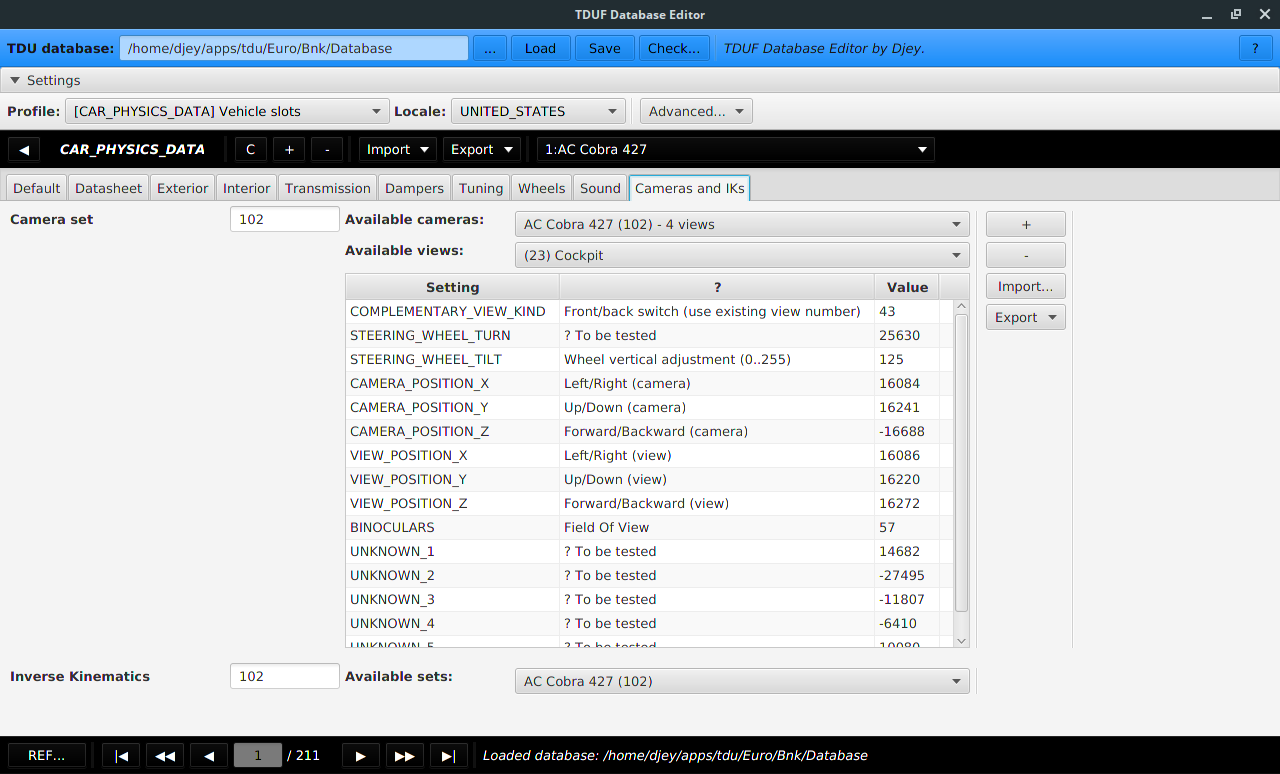 TDUF Database Editor
TDU database: /home/djey/apps/tdu/Euro/Bnk/Database ... Load Save Check... TDUF Database Editor by Djey. ?
Settings
Profile: [CAR_PHYSICS_DATA] Vehicle slots Locale: UNITED_STATES Advanced...
CAR_PHYSICS_DATA C + - Import Export 1:AC Cobra 427
Default Datasheet Exterior Interior Transmission Dampers Tuning Wheels Sound Cameras and IKs
Camera set 102 Available cameras: AC Cobra 427 (102) - 4 views +
Available views: (23) Cockpit -
Setting ? Value Import...
COMPLEMENTARY_VIEW_KIND Front/back switch (use existing view number) 43 Export
STEERING_WHEEL_TURN ? To be tested 25630
STEERING_WHEEL_TILT Wheel vertical adjustment (0..255) 125
CAMERA_POSITION_X Left/Right (camera) 16084
CAMERA_POSITION_Y Up/Down (camera) 16241
CAMERA_POSITION_Z Forward/Backward (camera) -16688
VIEW_POSITION_X Left/Right (view) 16086
VIEW_POSITION_Y Up/Down (view) 16220
VIEW_POSITION_Z Forward/Backward (view) 16272
BINOCULARS Field Of View 57
UNKNOWN_1 ? To be tested 14682
UNKNOWN_2 ? To be tested -27495
UNKNOWN_3 ? To be tested -11807
UNKNOWN_4 ? To be tested -6410
UNKNOWN_5 ? To be tested 10080
Inverse Kinematics 102 Available sets: AC Cobra 427 (102)
REF... 1 / 211 Loaded database: /home/djey/apps/tdu/Euro/Bnk/Database